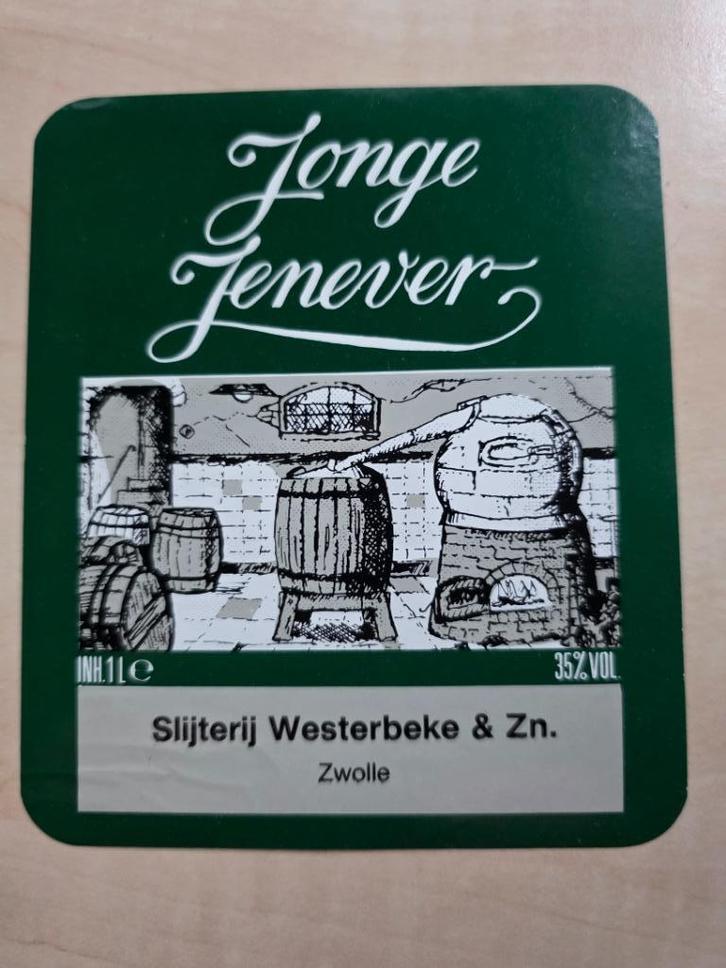 Jonge
Jenever
INH.1 L ℮
35% VOL.
Slijterij Westerbeke & Zn.
Zwolle